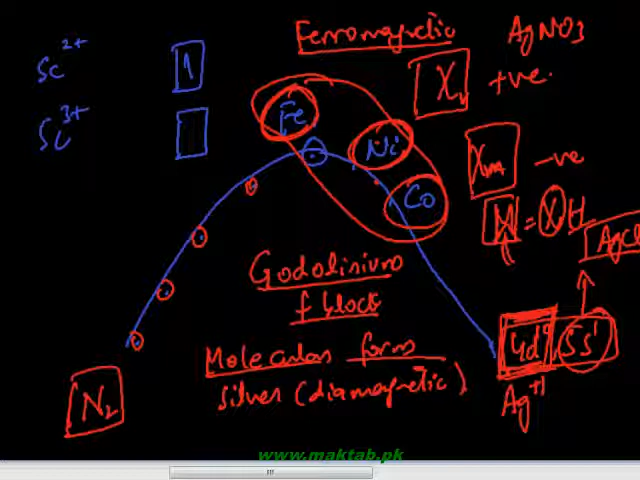 Ferromagnetic
AgNO3
Sc2+ 1
Sc3+
X +ve
Fe
Ni
Co
Xm -ve
M = XH
AgCl
Godolinium
f block
Molecular form
silver (diamagnetic)
N2
4d10 5s1
Ag+1
www.maktab.pk